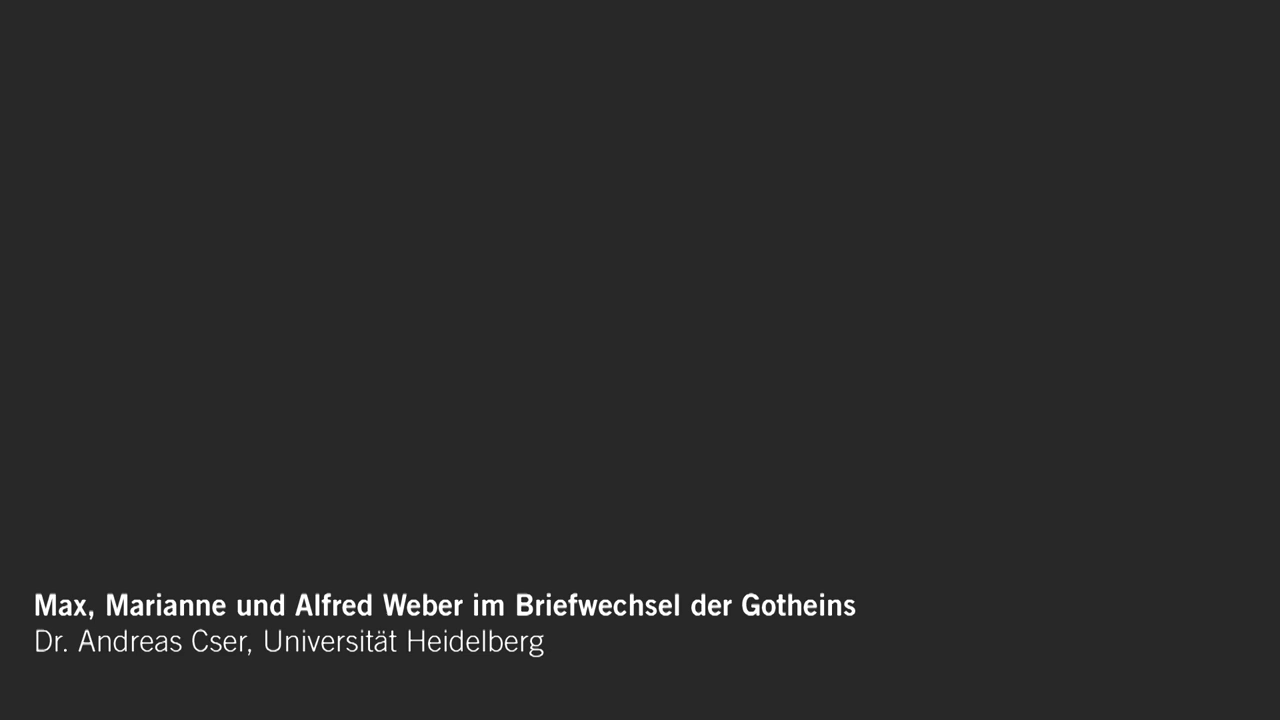 Max, Marianne und Alfred Weber im Briefwechsel der Gotheins
Dr. Andreas Cser, Universität Heidelberg